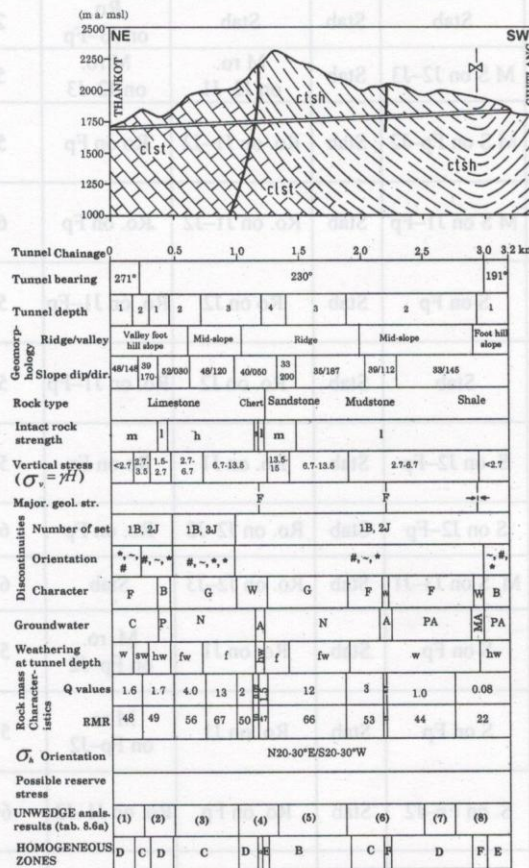 (m a. msl)
2500 NE SW
THANKOT
2250
2000
1750
1500
1250
1000
ctsh
clst
clst
ctsh
Tunnel Chainage 0 0.5 1.0 1.5 2.0 2.5 3.0 3.2 km
Tunnel bearing 271° 230° 191°
Tunnel depth 1 2 1 2 3 4 3 2 1
Geomorphology
Ridge/valley Valley foot hill slope Mid-slope Ridge Mid-slope Foot hill slope
Slope dip/dir. 48/148 39 170 52/030 48/120 40/050 33 200 35/187 39/112 33/145
Rock type Limestone Chert Sandstone Mudstone Shale
Intact rock strength m l h m l
Vertical stress <2.7 2.7-3.5 1.5-2.7 2.7-6.7 6.7-13.5 13.5-15 6.7-13.5 2.7-6.7 <2.7
(σv = γH)
Major. geol. str. F F
Discontinuities
Number of set 1B, 2J 1B, 3J 1B, 2J
Orientation *, ~, # #, ~, * #, ~, *, * #, ~, * ~, #, *
Character F B G W G F F W B
Groundwater C P N A N A PA MA PA
Weathering at tunnel depth w sw hw fw f hw f fw f w hw
Rock mass Characteristics
Q values 1.6 1.7 4.0 13 2 12 3 1.0 0.08
RMR 48 49 56 67 50 47 66 53 44 22
σh Orientation N20-30°E/S20-30°W
Possible reserve stress
UNWEDGE anals. results (tab. 8.6a) (1) (2) (3) (4) (5) (6) (7) (8)
HOMOGENEOUS ZONES D C D C D E B C F D F E